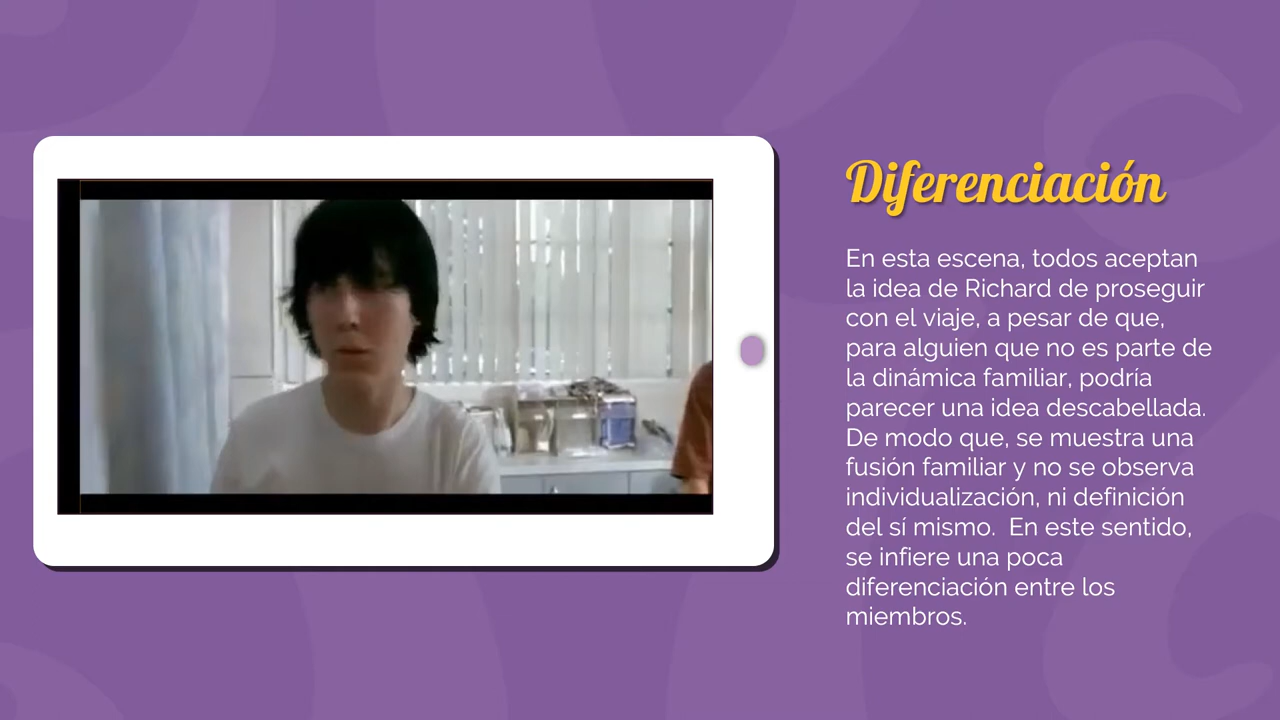 Diferenciación
En esta escena, todos aceptan
la idea de Richard de proseguir
con el viaje, a pesar de que,
para alguien que no es parte de
la dinámica familiar, podría
parecer una idea descabellada.
De modo que, se muestra una
fusión familiar y no se observa
individualización, ni definición
del sí mismo.  En este sentido,
se infiere una poca
diferenciación entre los
miembros.